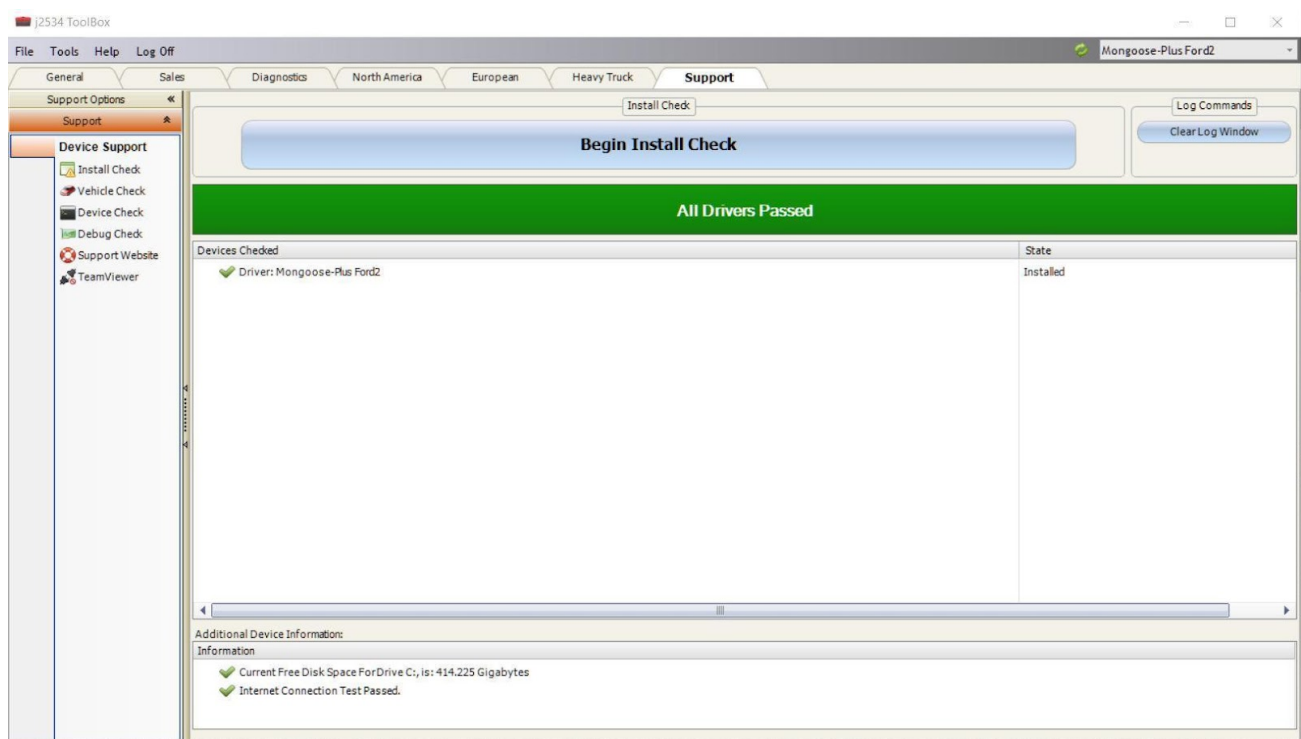 j2534 ToolBox
File Tools Help Log Off
Mongoose-Plus Ford2
General Sales Diagnostics North America European Heavy Truck Support
Support Options
Support
Device Support
Install Check
Vehicle Check
Device Check
Debug Check
Support Website
TeamViewer
Install Check
Begin Install Check
Log Commands
Clear Log Window
All Drivers Passed
Devices Checked State
Driver: Mongoose-Plus Ford2 Installed
Additional Device Information:
Information
Current Free Disk Space For Drive C:, is: 414.225 Gigabytes
Internet Connection Test Passed.